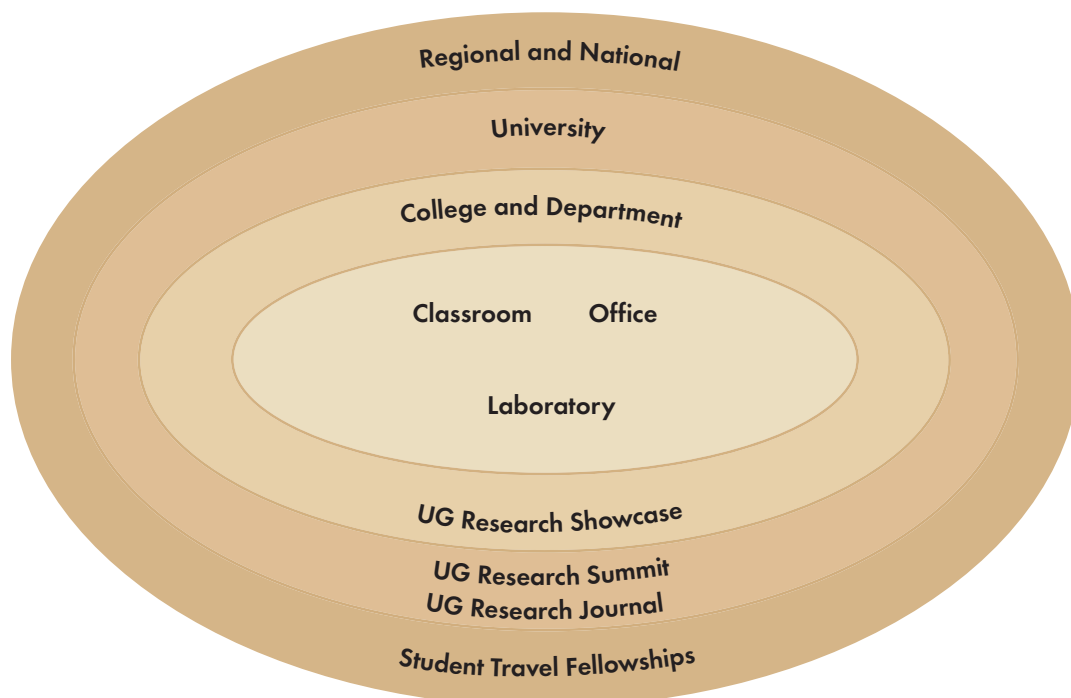 Regional and National
University
College and Department
Classroom Office
Laboratory
UG Research Showcase
UG Research Summit
UG Research Journal
Student Travel Fellowships